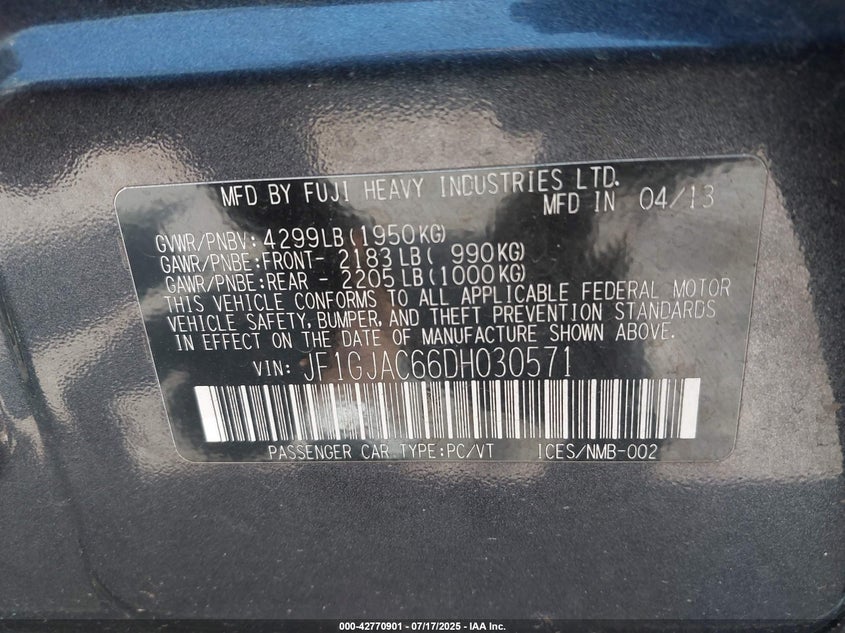 MFD BY FUJI HEAVY INDUSTRIES LTD.
MFD IN 04/13
GVWR/PNBV: 4299LB(1950KG)
GAWR/PNBE:FRONT- 2183LB( 990KG)
GAWR/PNBE:REAR - 2205LB(1000KG)
THIS VEHICLE CONFORMS TO ALL APPLICABLE FEDERAL MOTOR
VEHICLE SAFETY, BUMPER, AND THEFT PREVENTION STANDARDS
IN EFFECT ON THE DATE OF MANUFACTURE SHOWN ABOVE.
VIN: JF1GJAC66DH030571
PASSENGER CAR TYPE:PC/VT ICES/NMB-002
000-42770901 - 07/17/2025 - IAA Inc.